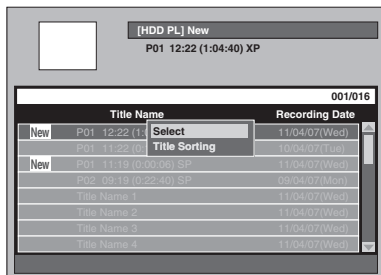 [HDD PL] New
P01 12:22 (1:04:40) XP
001/016
Title Name Recording Date
New P01 12:22 (1:0 11/04/07(Wed)
Select
P01 11:22 (0: 10/04/07(Tue)
Title Sorting
New P01 11:19 (0:00:06) SP 11/04/07(Wed)
P02 09:19 (0:22:40) SP 09/04/07(Mon)
Title Name 1 11/04/07(Wed)
Title Name 2 11/04/07(Wed)
Title Name 3 11/04/07(Wed)
Title Name 4 11/04/07(Wed)